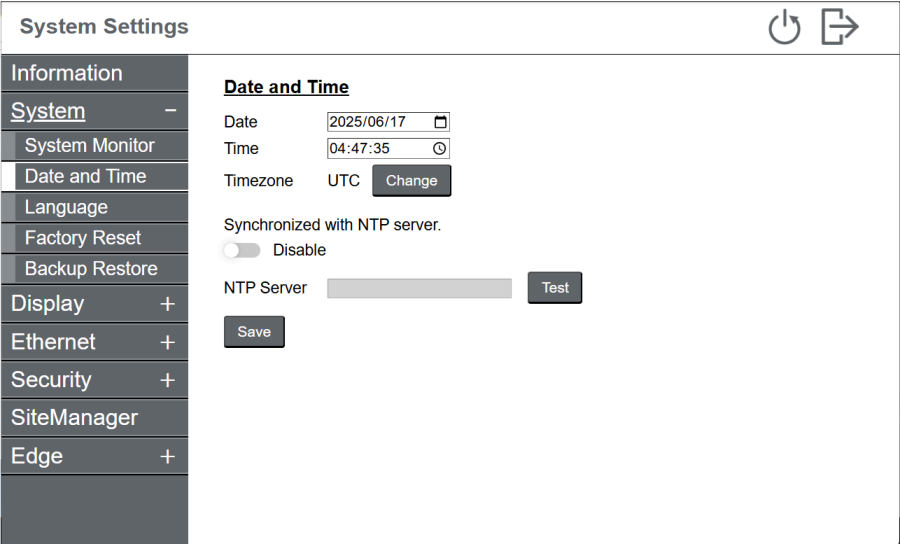 System Settings
Information
System −
System Monitor
Date and Time
Language
Factory Reset
Backup Restore
Display +
Ethernet +
Security +
SiteManager
Edge +
Date and Time
Date 2025/06/17
Time 04:47:35
Timezone UTC Change
Synchronized with NTP server.
Disable
NTP Server Test
Save